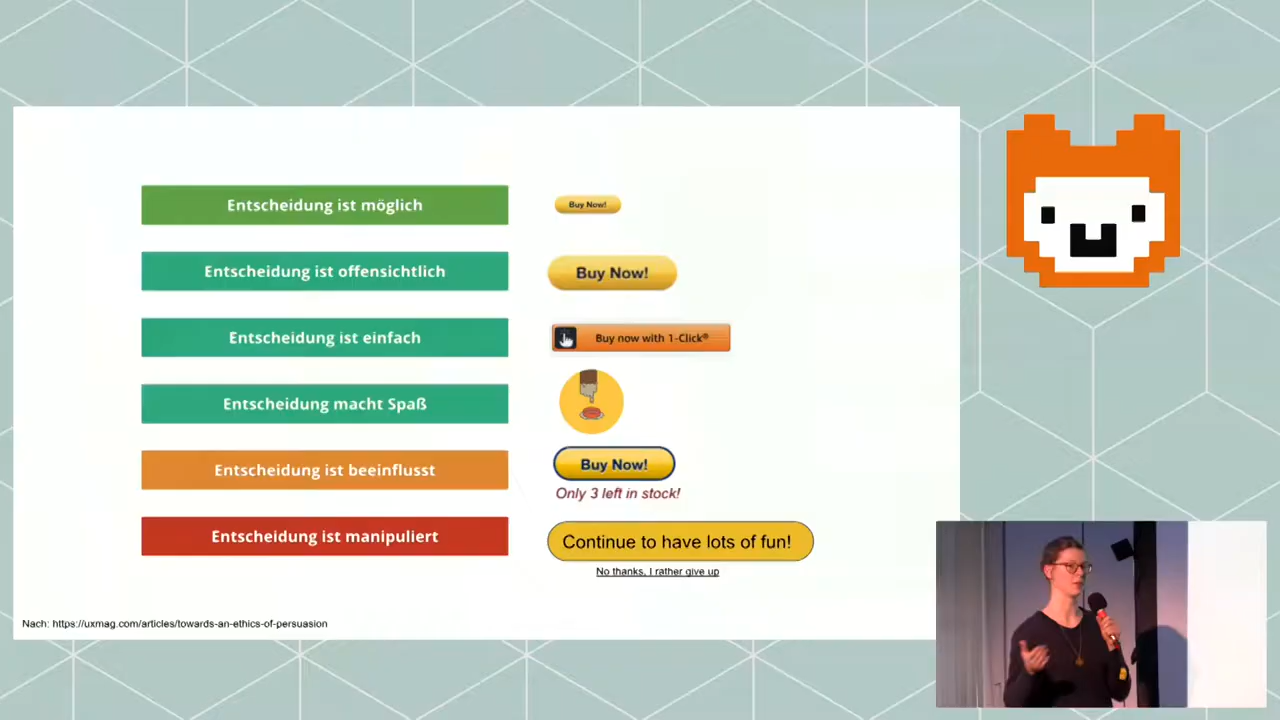 Entscheidung ist möglich
Buy Now!
Entscheidung ist offensichtlich
Buy Now!
Entscheidung ist einfach
Buy now with 1-Click®
Entscheidung macht Spaß
Entscheidung ist beeinflusst
Buy Now!
Only 3 left in stock!
Entscheidung ist manipuliert
Continue to have lots of fun!
No thanks, I rather give up
Nach: https://uxmag.com/articles/towards-an-ethics-of-persuasion